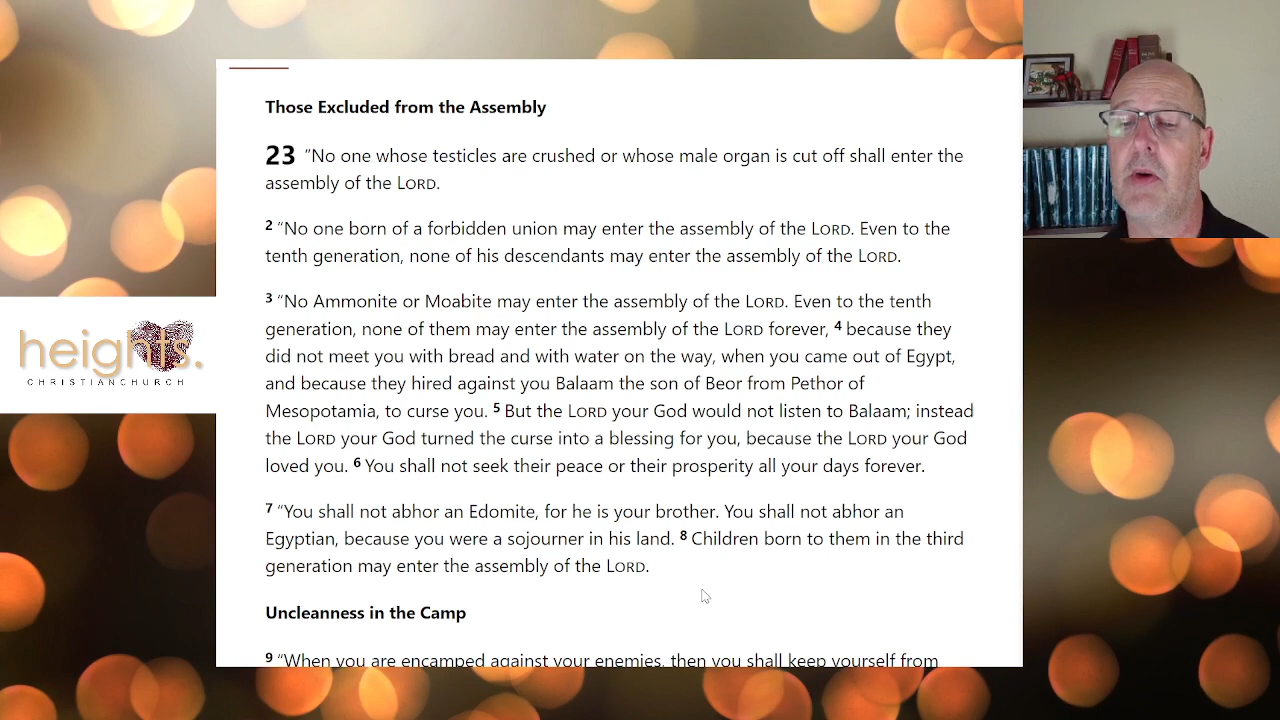 Those Excluded from the Assembly
23 “No one whose testicles are crushed or whose male organ is cut off shall enter the
assembly of the LORD.
2 “No one born of a forbidden union may enter the assembly of the LORD. Even to the
tenth generation, none of his descendants may enter the assembly of the LORD.
3 “No Ammonite or Moabite may enter the assembly of the LORD. Even to the tenth
generation, none of them may enter the assembly of the LORD forever, 4 because they
did not meet you with bread and with water on the way, when you came out of Egypt,
and because they hired against you Balaam the son of Beor from Pethor of
Mesopotamia, to curse you. 5 But the LORD your God would not listen to Balaam; instead
the LORD your God turned the curse into a blessing for you, because the LORD your God
loved you. 6 You shall not seek their peace or their prosperity all your days forever.
7 “You shall not abhor an Edomite, for he is your brother. You shall not abhor an
Egyptian, because you were a sojourner in his land. 8 Children born to them in the third
generation may enter the assembly of the LORD.
Uncleanness in the Camp
9 “When you are encamped against your enemies, then you shall keep yourself from
heights.
CHRISTIANCHURCH